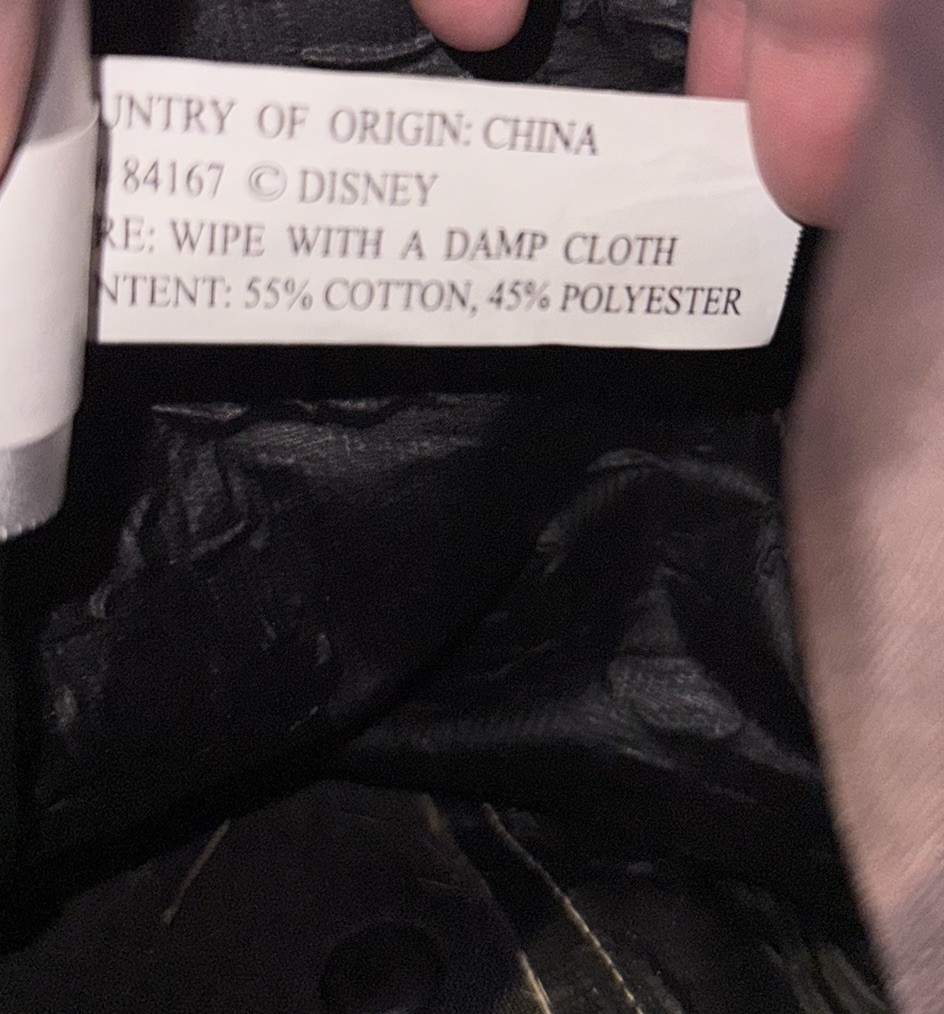 UNTRY OF ORIGIN: CHINA
84167 © DISNEY
RE: WIPE WITH A DAMP CLOTH
NTENT: 55% COTTON, 45% POLYESTER